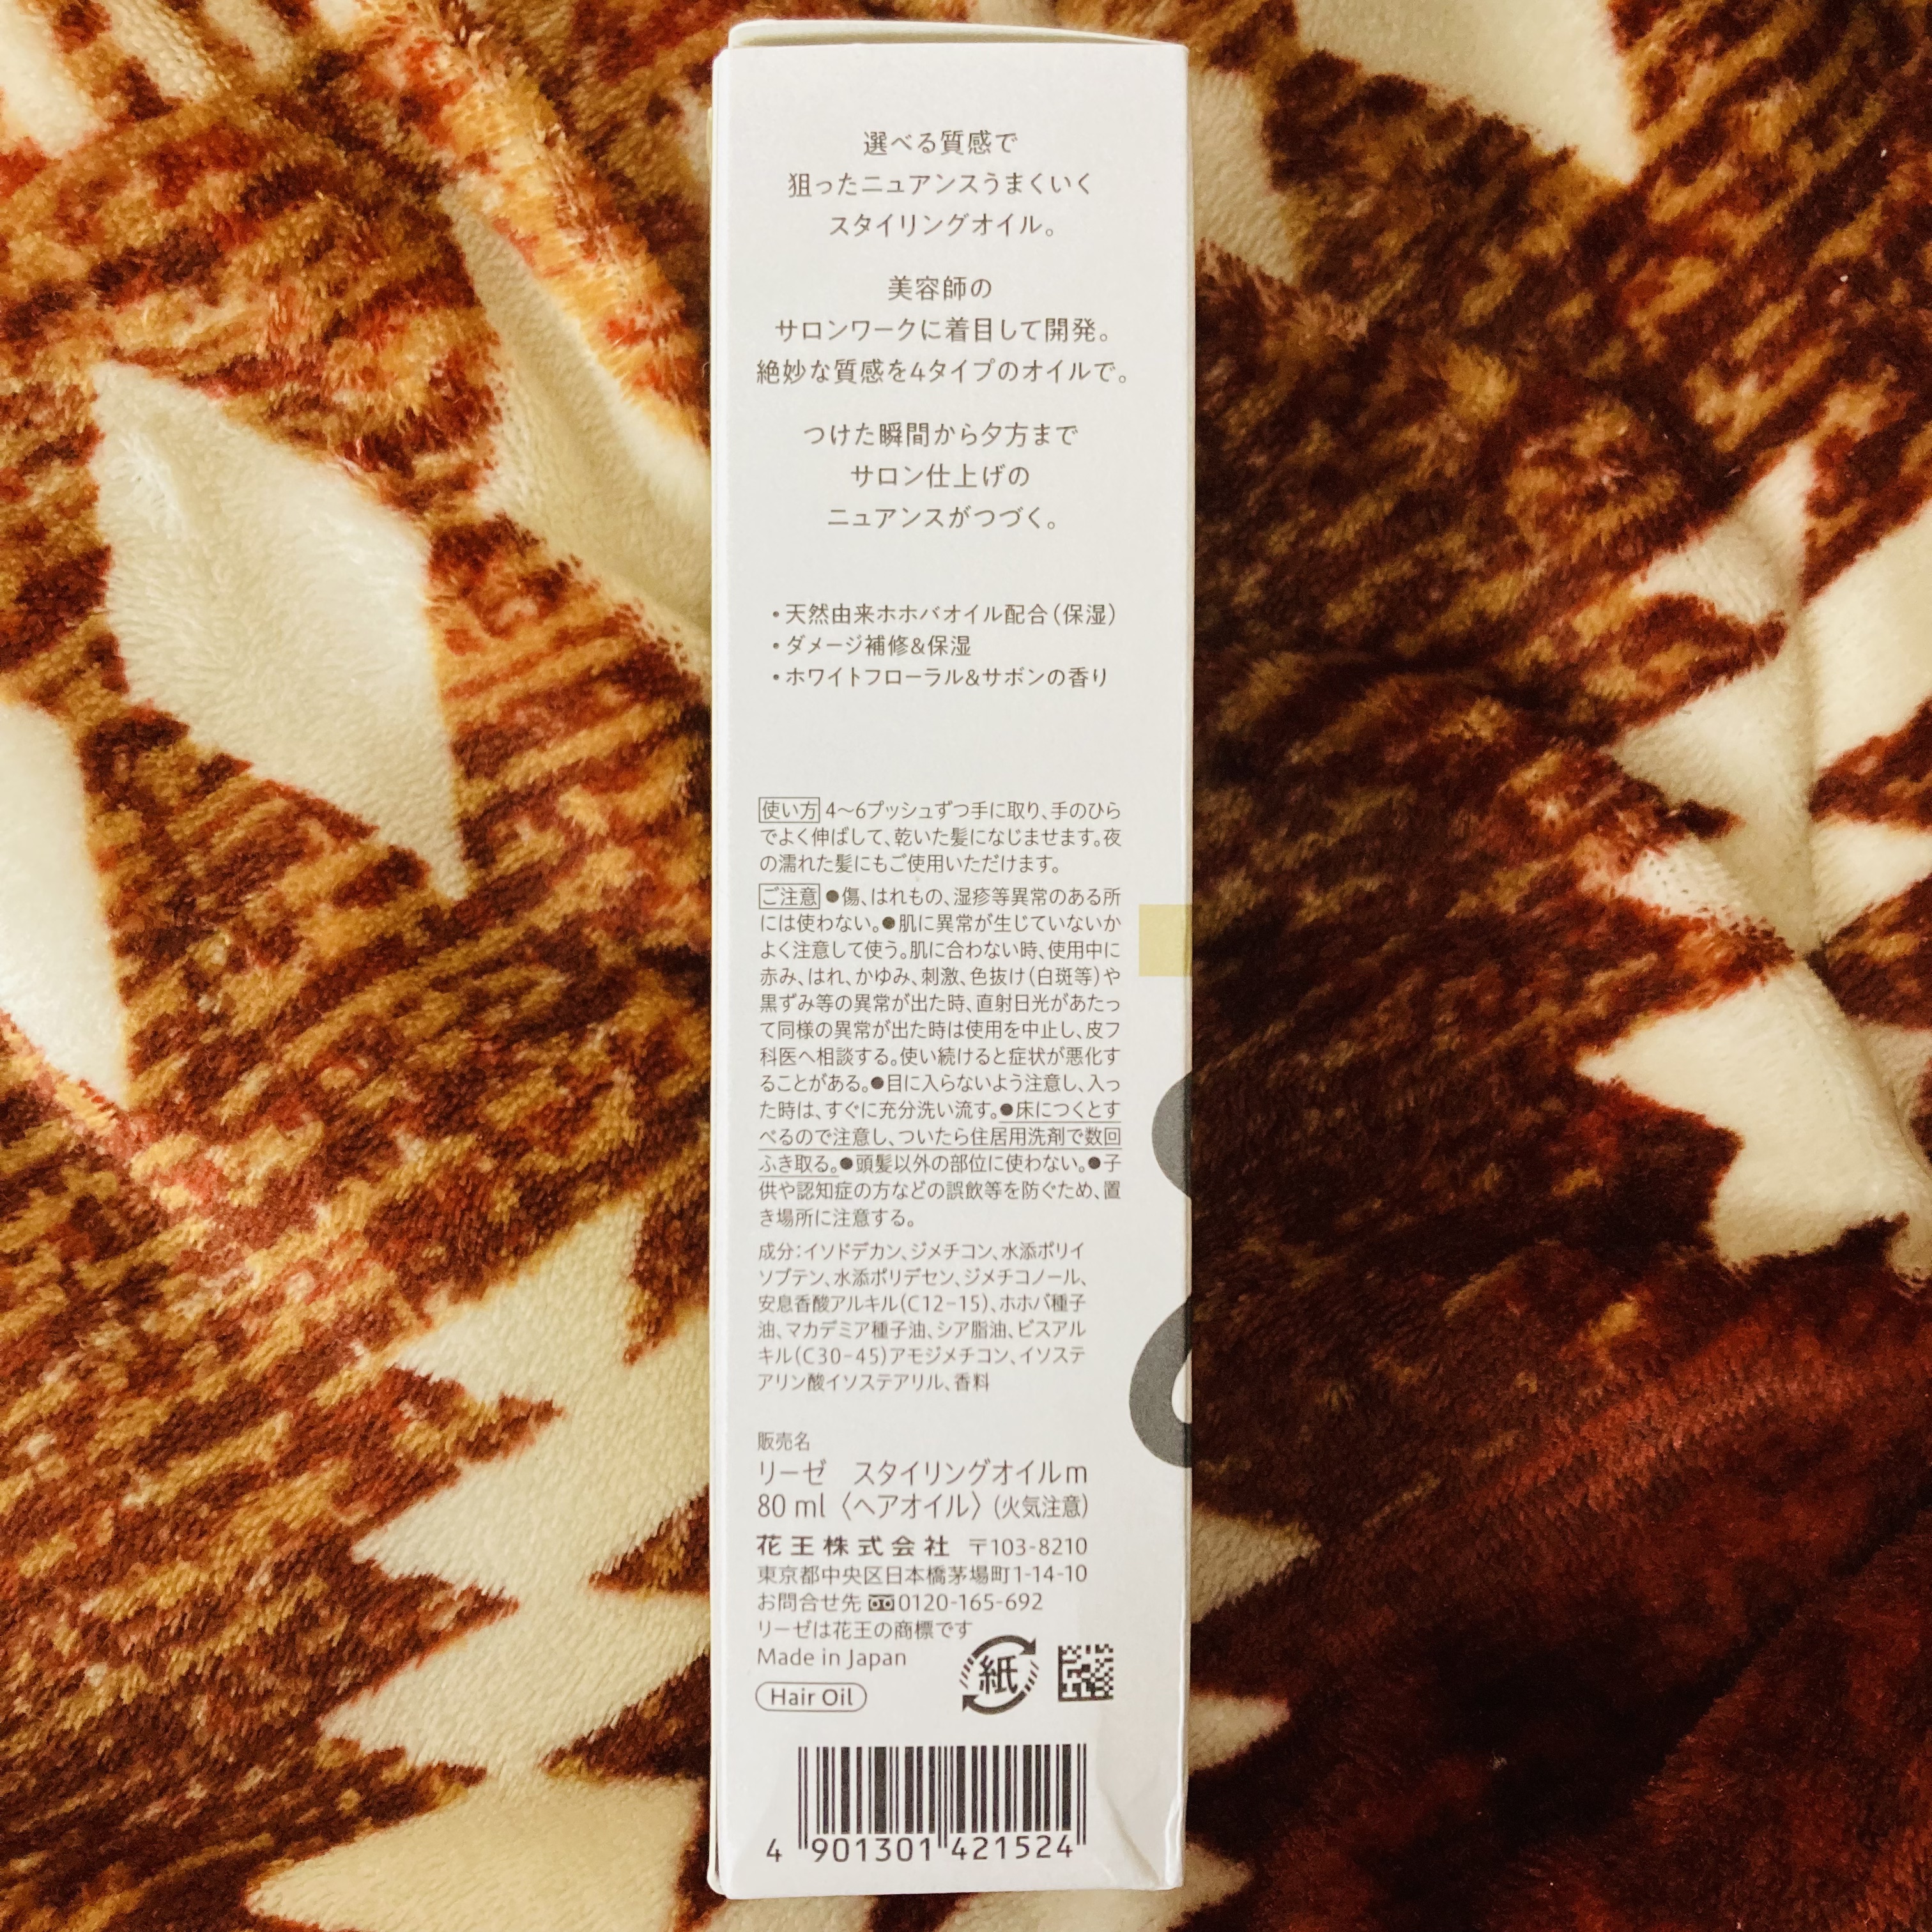 選べる質感で
狙ったニュアンスうまくいく
スタイリングオイル。
美容師の
サロンワークに着目して開発。
絶妙な質感を4タイプのオイルで。
つけた瞬間から夕方まで
サロン仕上げの
ニュアンスがつづく。
・天然由来ホホバオイル配合(保湿)
・ダメージ補修&保湿
・ホワイトフローラル&サボンの香り
使い方 4〜6プッシュずつ手に取り、手のひら
でよく伸ばして、乾いた髪になじませます。夜
の濡れた髪にもご使用いただけます。
ご注意 ●傷、はれもの、湿疹等異常のある所
には使わない。●肌に異常が生じていないか
よく注意して使う。肌に合わない時、使用中に
赤み、はれ、かゆみ、刺激、色抜け(白斑等)や
黒ずみ等の異常が出た時、直射日光があたっ
て同様の異常が出た時は使用を中止し、皮フ
科医へ相談する。使い続けると症状が悪化す
ることがある。●目に入らないよう注意し、入っ
た時は、すぐに充分洗い流す。●床につくとす
べるので注意し、ついたら住居用洗剤で数回
ふき取る。●頭髪以外の部位に使わない。●子
供や認知症の方などの誤飲等を防ぐため、置
き場所に注意する。
成分:イソドデカン、ジメチコン、水添ポリイ
ソブテン、水添ポリデセン、ジメチコノール、
安息香酸アルキル(C12-15)、ホホバ種子
油、マカデミア種子油、シア脂油、ビスアル
キル(C30-45)アモジメチコン、イソステ
アリン酸イソステアリル、香料
販売名
リーゼ　スタイリングオイルm
80 ml〈ヘアオイル〉(火気注意)
花王株式会社 〒103-8210
東京都中央区日本橋茅場町1-14-10
お問合せ先 0120-165-692
リーゼは花王の商標です
Made in Japan
紙
Hair Oil
4 901301 421524